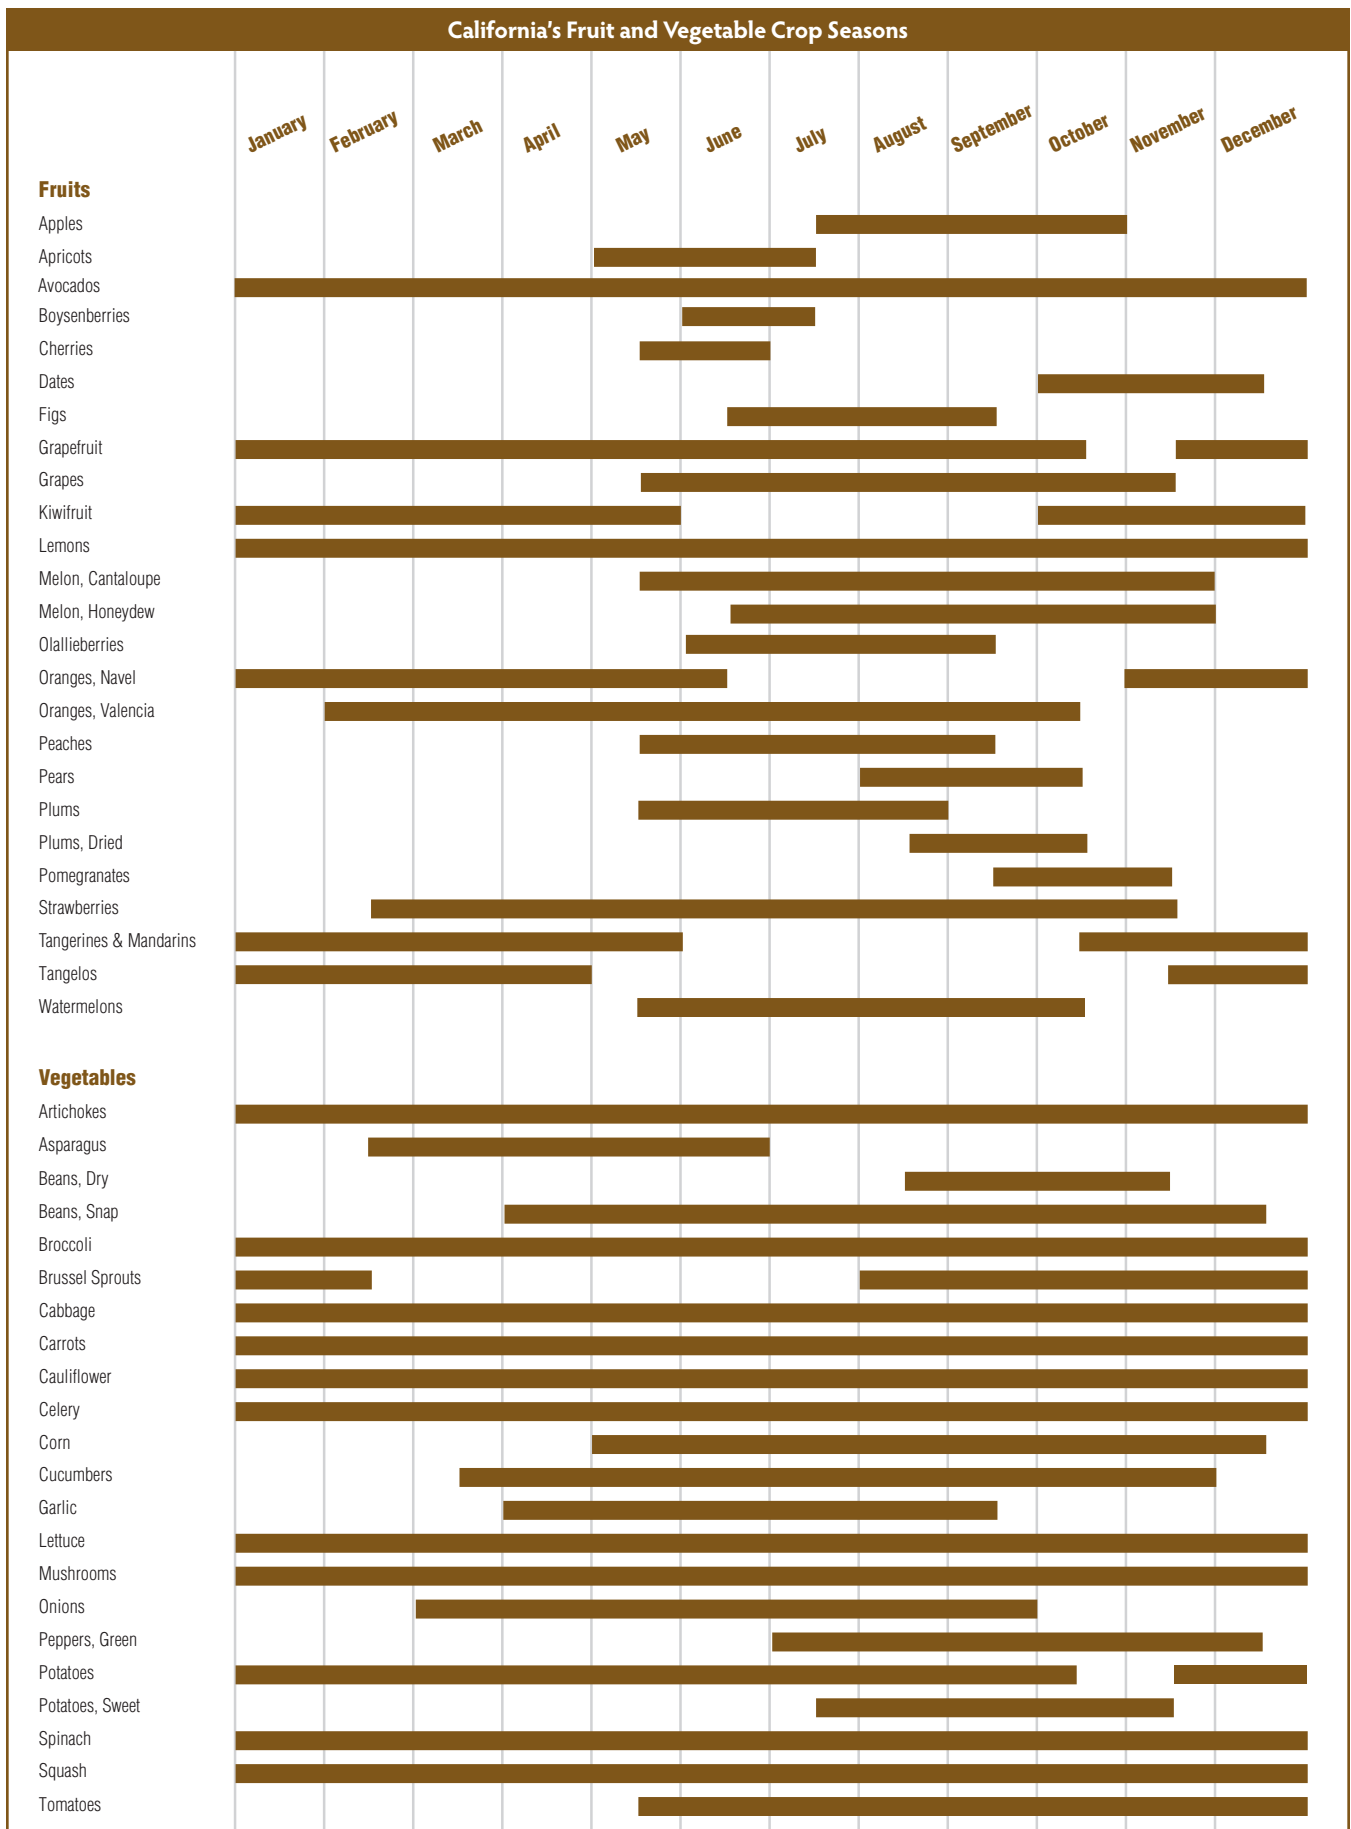 California's Fruit and Vegetable Crop Seasons
January February March April May June July August September October November December
Fruits
Apples
Apricots
Avocados
Boysenberries
Cherries
Dates
Figs
Grapefruit
Grapes
Kiwifruit
Lemons
Melon, Cantaloupe
Melon, Honeydew
Olallieberries
Oranges, Navel
Oranges, Valencia
Peaches
Pears
Plums
Plums, Dried
Pomegranates
Strawberries
Tangerines & Mandarins
Tangelos
Watermelons
Vegetables
Artichokes
Asparagus
Beans, Dry
Beans, Snap
Broccoli
Brussel Sprouts
Cabbage
Carrots
Cauliflower
Celery
Corn
Cucumbers
Garlic
Lettuce
Mushrooms
Onions
Peppers, Green
Potatoes
Potatoes, Sweet
Spinach
Squash
Tomatoes